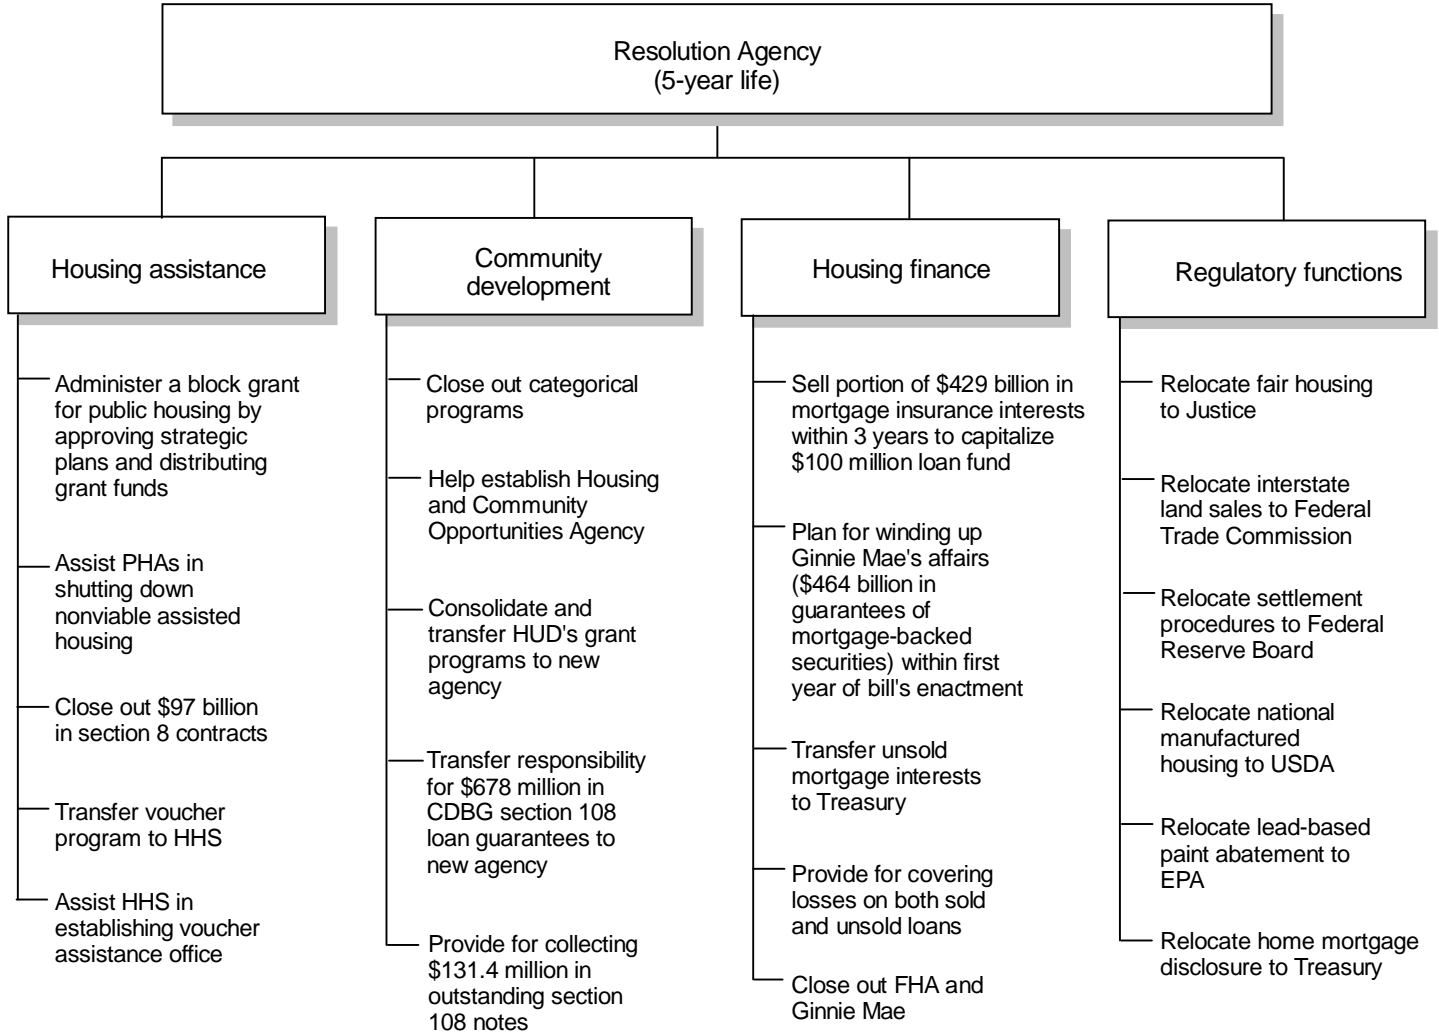 Resolution Agency
(5-year life)
Housing assistance
Administer a block grant
for public housing by
approving strategic
plans and distributing
grant funds
Assist PHAs in
shutting down
nonviable assisted
housing
Close out $97 billion
in section 8 contracts
Transfer voucher
program to HHS
Assist HHS in
establishing voucher
assistance office
Community
development
Close out categorical
programs
Help establish Housing
and Community
Opportunities Agency
Consolidate and
transfer HUD's grant
programs to new
agency
Transfer responsibility
for $678 million in
CDBG section 108
loan guarantees to
new agency
Provide for collecting
$131.4 million in
outstanding section
108 notes
Housing finance
Sell portion of $429 billion in
mortgage insurance interests
within 3 years to capitalize
$100 million loan fund
Plan for winding up
Ginnie Mae's affairs
($464 billion in
guarantees of
mortgage-backed
securities) within first
year of bill's enactment
Transfer unsold
mortgage interests
to Treasury
Provide for covering
losses on both sold
and unsold loans
Close out FHA and
Ginnie Mae
Regulatory functions
Relocate fair housing
to Justice
Relocate interstate
land sales to Federal
Trade Commission
Relocate settlement
procedures to Federal
Reserve Board
Relocate national
manufactured
housing to USDA
Relocate lead-based
paint abatement to
EPA
Relocate home mortgage
disclosure to Treasury